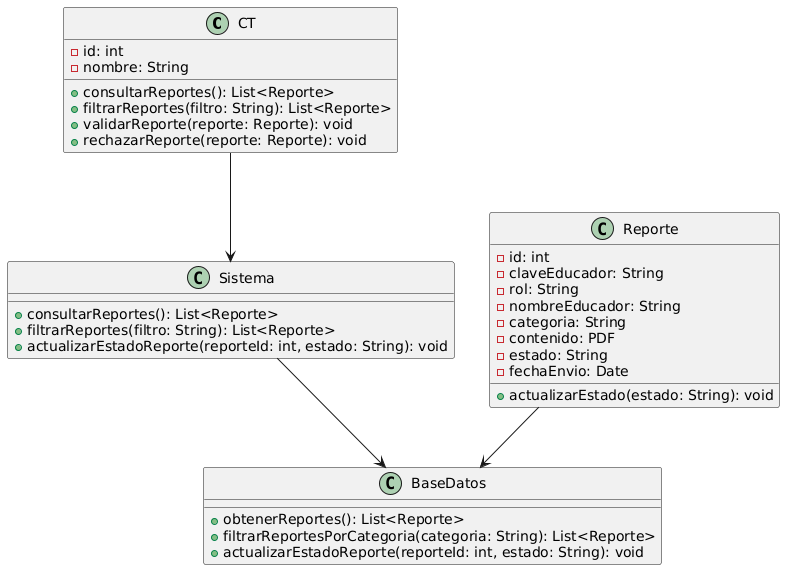 C CT
id: int
nombre: String
consultarReportes(): List<Reporte>
filtrarReportes(filtro: String): List<Reporte>
validarReporte(reporte: Reporte): void
rechazarReporte(reporte: Reporte): void
C Sistema
consultarReportes(): List<Reporte>
filtrarReportes(filtro: String): List<Reporte>
actualizarEstadoReporte(reporteId: int, estado: String): void
C Reporte
id: int
claveEducador: String
rol: String
nombreEducador: String
categoria: String
contenido: PDF
estado: String
fechaEnvio: Date
actualizarEstado(estado: String): void
C BaseDatos
obtenerReportes(): List<Reporte>
filtrarReportesPorCategoria(categoria: String): List<Reporte>
actualizarEstadoReporte(reporteId: int, estado: String): void